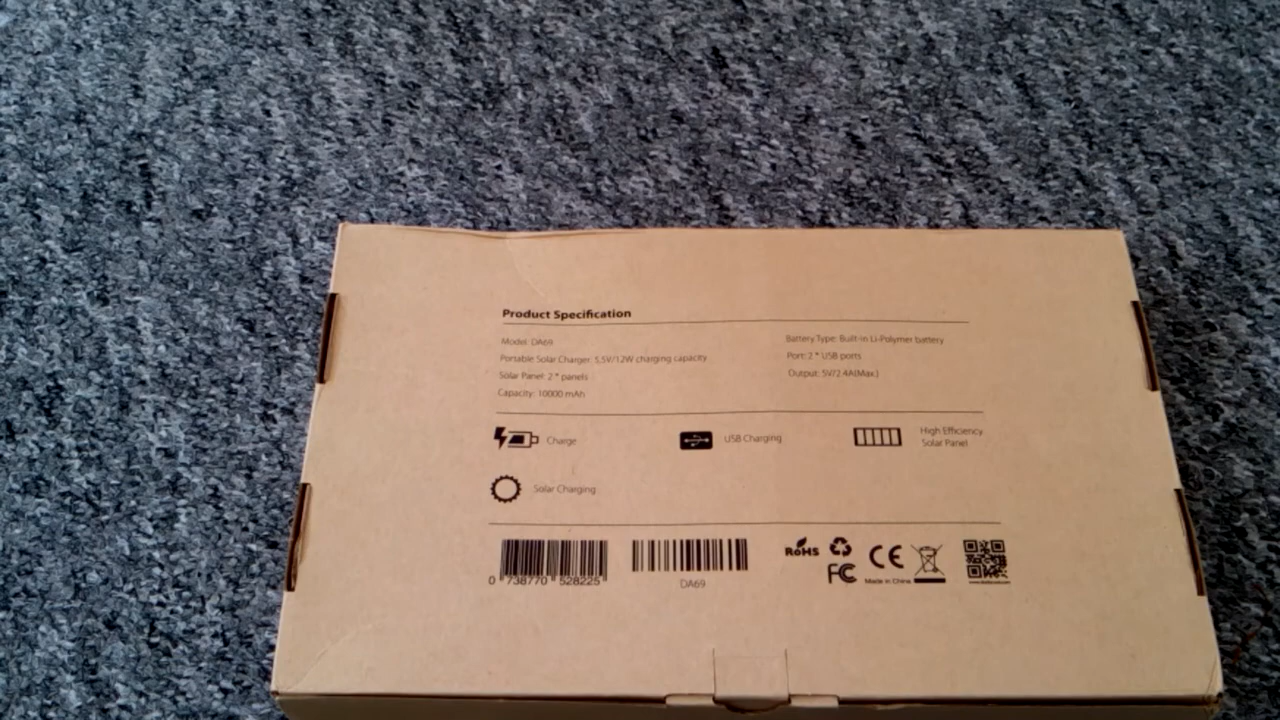 Product Specification
Model: DA69
Portable Solar Charger: 5.5V/12W charging capacity
Solar Panel: 2 * panels
Capacity: 10000 mAh
Battery Type: Built-in Li-Polymer battery
Port: 2 * USB ports
Output: 5V/2.4A(Max.)
Charge
USB Charging
High Efficiency
Solar Panel
Solar Charging
0 738770 528225
DA69
RoHS
FC
CE
Made in China